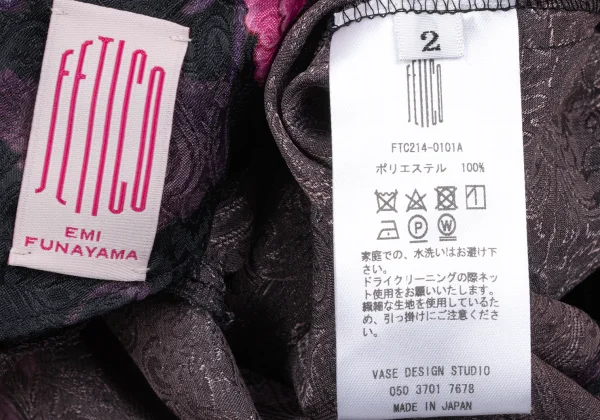 FETICO
EMI
FUNAYAMA
2
FETICO
FTC214-0101A
ポリエステル 100%
家庭での、水洗いはお避け下
さい。
ドライクリーニングの際ネッ
ト使用をお願いいたします。
繊細な生地を使用しているた
め、引っ掛けにご注意くださ
い。
VASE DESIGN STUDIO
050 3701 7678
MADE IN JAPAN